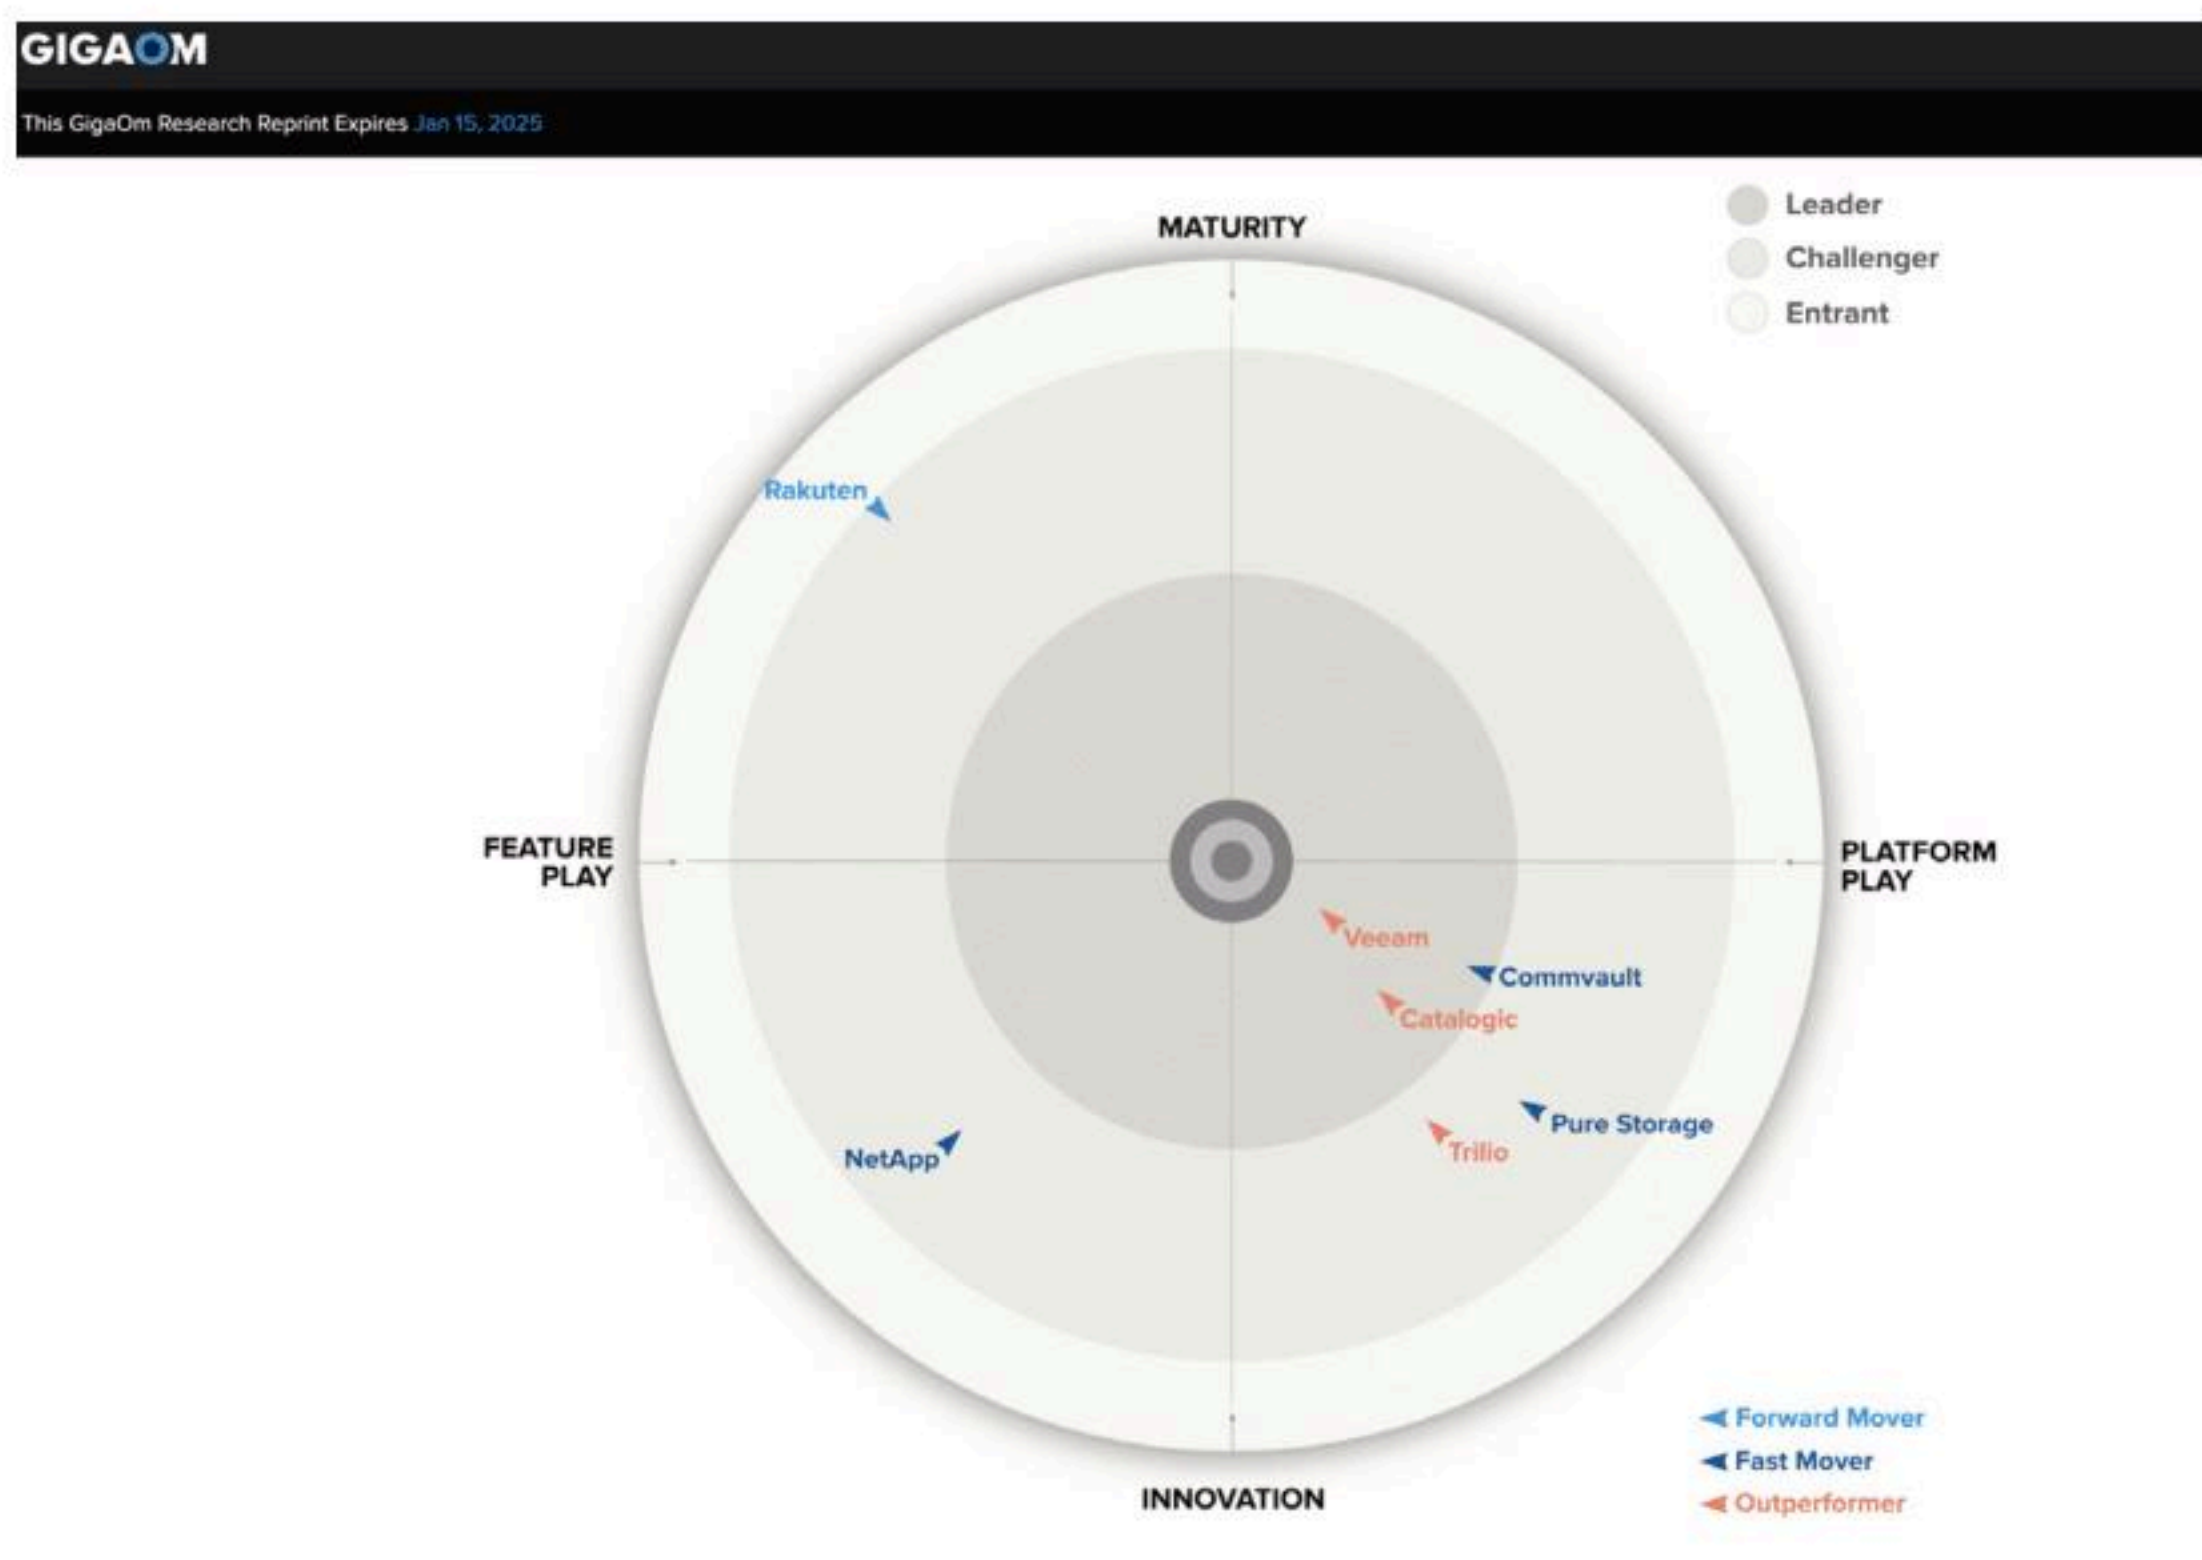 GIGAOM
This GigaOm Research Reprint Expires Jan 15, 2025
Leader
Challenger
Entrant
MATURITY
Rakuten
FEATURE
PLAY
PLATFORM
PLAY
Veeam
Commvault
Catalogic
Pure Storage
Trilio
NetApp
Forward Mover
Fast Mover
Outperformer
INNOVATION